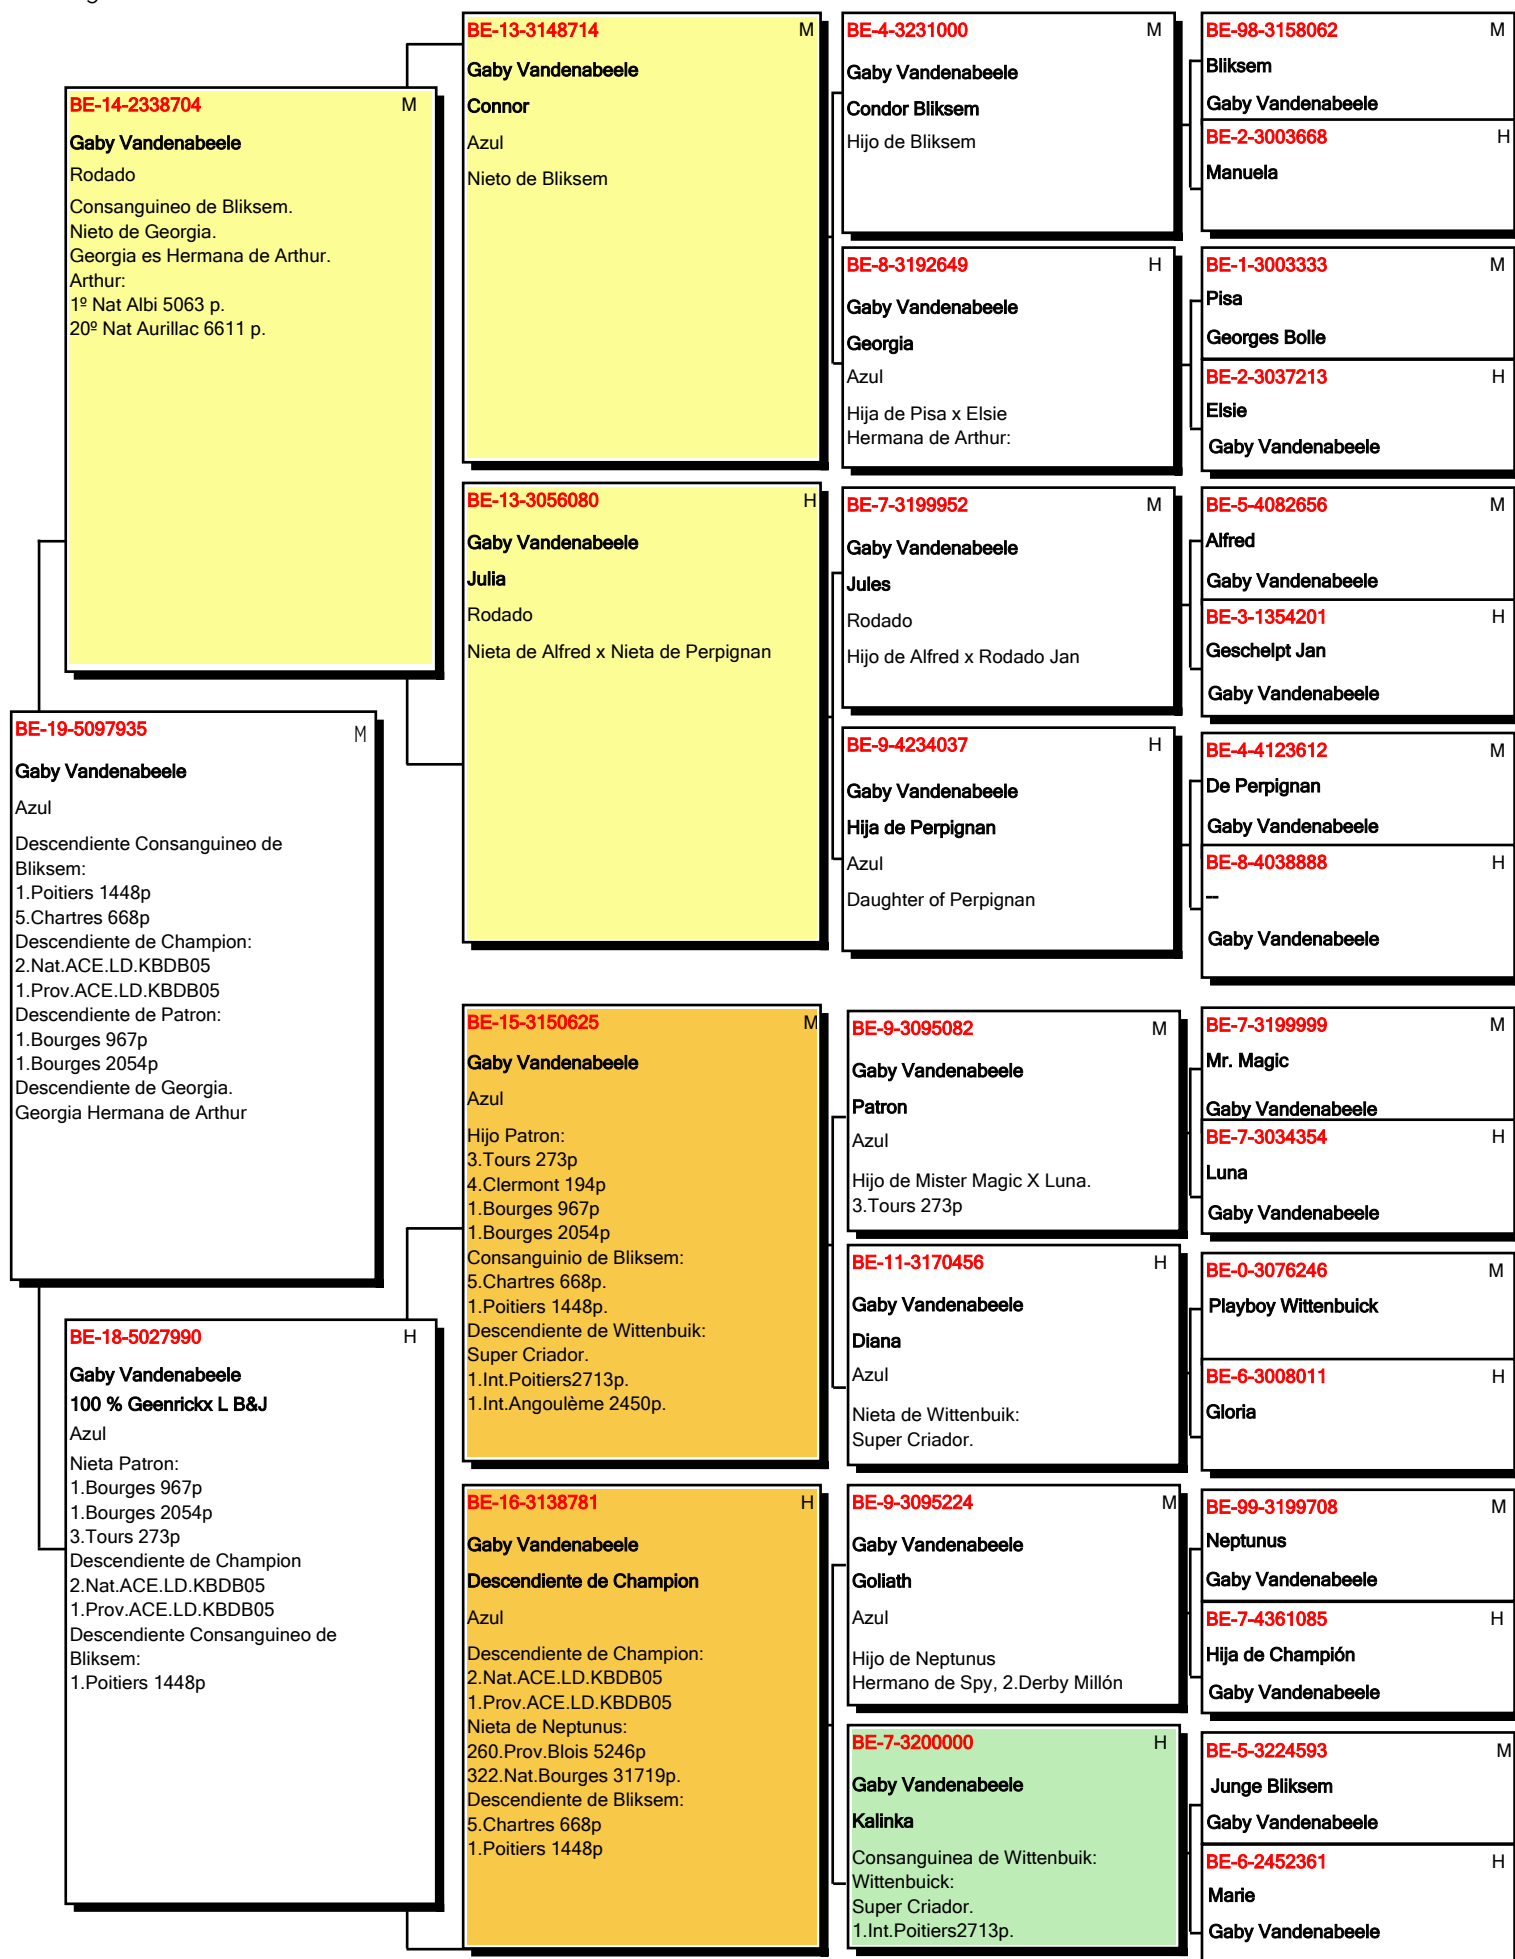 BE-19-5097935 M
Gaby Vandenabeele
Azul
Descendiente Consanguineo de
Bliksem:
1.Poitiers 1448p
5.Chartres 668p
Descendiente de Champion:
2.Nat.ACE.LD.KBDB05
1.Prov.ACE.LD.KBDB05
Descendiente de Patron:
1.Bourges 967p
1.Bourges 2054p
Descendiente de Georgia.
Georgia Hermana de Arthur
BE-14-2338704 M
Gaby Vandenabeele
Rodado
Consanguineo de Bliksem.
Nieto de Georgia.
Georgia es Hermana de Arthur.
Arthur:
1º Nat Albi 5063 p.
20º Nat Aurillac 6611 p.
BE-18-5027990 H
Gaby Vandenabeele
100 % Geenrickx L B&J
Azul
Nieta Patron:
1.Bourges 967p
1.Bourges 2054p
3.Tours 273p
Descendiente de Champion
2.Nat.ACE.LD.KBDB05
1.Prov.ACE.LD.KBDB05
Descendiente Consanguineo de
Bliksem:
1.Poitiers 1448p
BE-13-3148714 M
Gaby Vandenabeele
Connor
Azul
Nieto de Bliksem
BE-13-3056080 H
Gaby Vandenabeele
Julia
Rodado
Nieta de Alfred x Nieta de Perpignan
BE-15-3150625 M
Gaby Vandenabeele
Azul
Hijo Patron:
3.Tours 273p
4.Clermont 194p
1.Bourges 967p
1.Bourges 2054p
Consanguinio de Bliksem:
5.Chartres 668p.
1.Poitiers 1448p.
Descendiente de Wittenbuik:
Super Criador.
1.Int.Poitiers2713p.
1.Int.Angoulème 2450p.
BE-16-3138781 H
Gaby Vandenabeele
Descendiente de Champion
Azul
Descendiente de Champion:
2.Nat.ACE.LD.KBDB05
1.Prov.ACE.LD.KBDB05
Nieta de Neptunus:
260.Prov.Blois 5246p
322.Nat.Bourges 31719p.
Descendiente de Bliksem:
5.Chartres 668p
1.Poitiers 1448p
BE-4-3231000 M
Gaby Vandenabeele
Condor Bliksem
Hijo de Bliksem
BE-8-3192649 H
Gaby Vandenabeele
Georgia
Azul
Hija de Pisa x Elsie
Hermana de Arthur:
BE-7-3199952 M
Gaby Vandenabeele
Jules
Rodado
Hijo de Alfred x Rodado Jan
BE-9-4234037 H
Gaby Vandenabeele
Hija de Perpignan
Azul
Daughter of Perpignan
BE-9-3095082 M
Gaby Vandenabeele
Patron
Azul
Hijo de Mister Magic X Luna.
3.Tours 273p
BE-11-3170456 H
Gaby Vandenabeele
Diana
Azul
Nieta de Wittenbuik:
Super Criador.
BE-9-3095224 M
Gaby Vandenabeele
Goliath
Azul
Hijo de Neptunus
Hermano de Spy, 2.Derby Millón
BE-7-3200000 H
Gaby Vandenabeele
Kalinka
Consanguinea de Wittenbuik:
Wittenbuick:
Super Criador.
1.Int.Poitiers2713p.
BE-98-3158062 M
Bliksem
Gaby Vandenabeele
BE-2-3003668 H
Manuela
BE-1-3003333 M
Pisa
Georges Bolle
BE-2-3037213 H
Elsie
Gaby Vandenabeele
BE-5-4082656 M
Alfred
Gaby Vandenabeele
BE-3-1354201 H
Geschelpt Jan
Gaby Vandenabeele
BE-4-4123612 M
De Perpignan
Gaby Vandenabeele
BE-8-4038888 H
--
Gaby Vandenabeele
BE-7-3199999 M
Mr. Magic
Gaby Vandenabeele
BE-7-3034354 H
Luna
Gaby Vandenabeele
BE-0-3076246 M
Playboy Wittenbuick
BE-6-3008011 H
Gloria
BE-99-3199708 M
Neptunus
Gaby Vandenabeele
BE-7-4361085 H
Hija de Champión
Gaby Vandenabeele
BE-5-3224593 M
Junge Bliksem
Gaby Vandenabeele
BE-6-2452361 H
Marie
Gaby Vandenabeele